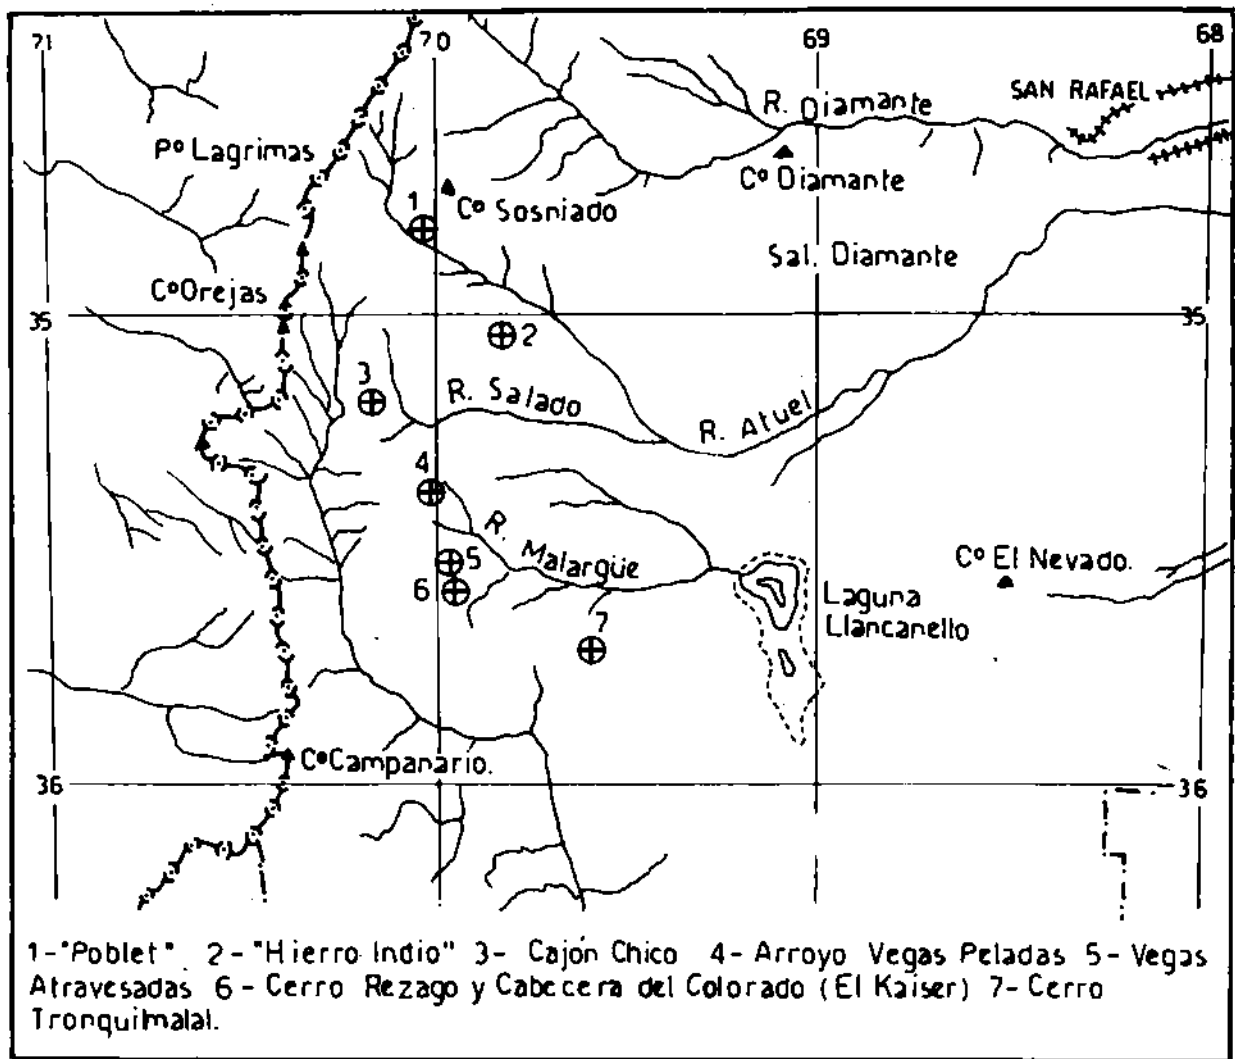 71
70
69
68
SAN RAFAEL
R. Diamante
Pº Lagrimas
Cº Diamante
1
Cº Sosniado
Sal. Diamante
Cº Orejas
35
35
2
3
R. Salado
R. Atuel
4
R. Malargüe
5
Cº El Nevado.
6
Laguna
Llancanello
7
Cº Campanario.
36
36
1-"Poblet" 2-"Hierro Indio" 3- Cajón Chico 4- Arroyo Vegas Peladas 5- Vegas
Atravesadas 6- Cerro Rezago y Cabecera del Colorado (El Kaiser) 7- Cerro
Tronquimalal.